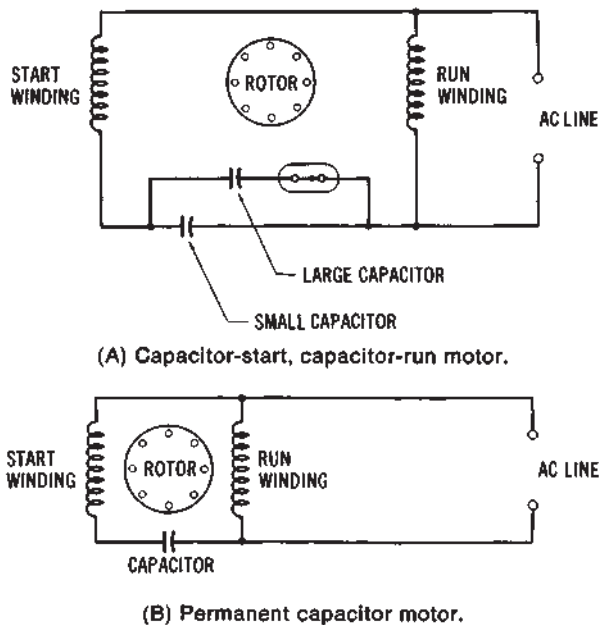 START
WINDING
ROTOR
RUN
WINDING
AC LINE
LARGE CAPACITOR
SMALL CAPACITOR
(A) Capacitor-start, capacitor-run motor.
START
WINDING
ROTOR
RUN
WINDING
AC LINE
CAPACITOR
(B) Permanent capacitor motor.